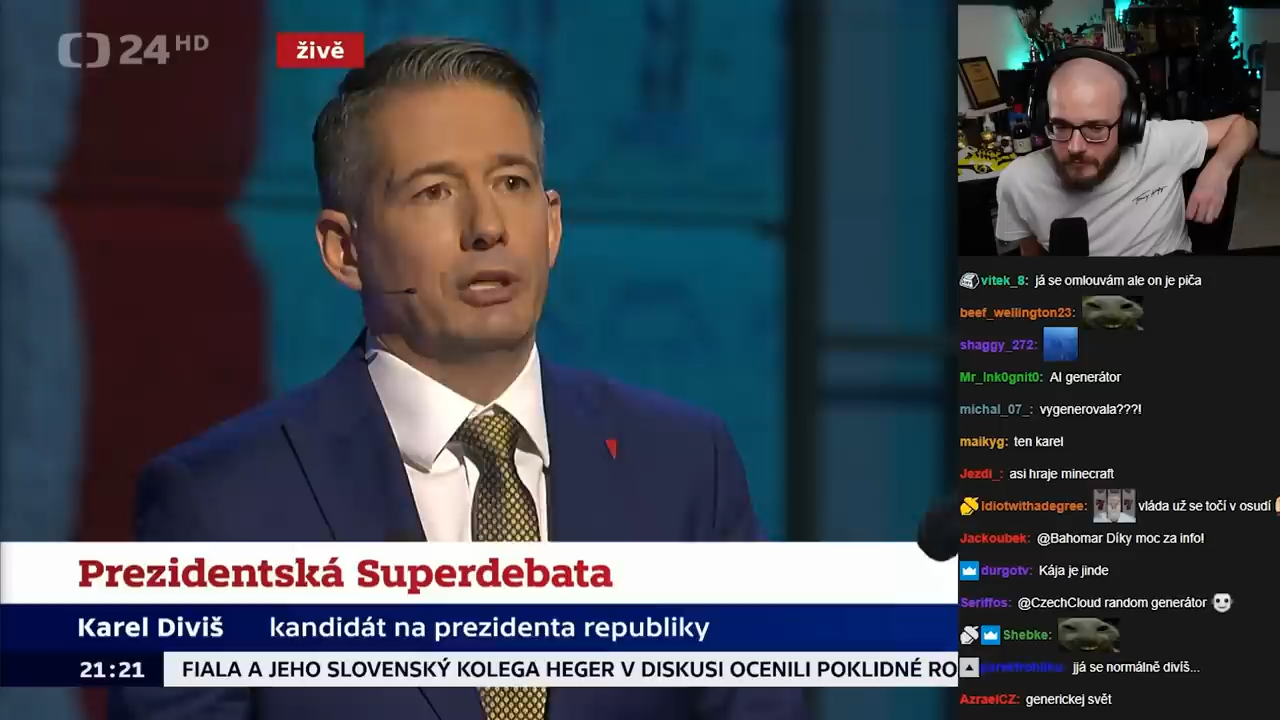 24 HD
živě
Prezidentská Superdebata
Karel Diviš kandidát na prezidenta republiky
21:21 FIALA A JEHO SLOVENSKÝ KOLEGA HEGER V DISKUSI OCENILI POKLIDNÉ RO
vitek_8: já se omlouvám ale on je piča
beef_wellington23:
shaggy_272:
Mr_Ink0gnit0: AI generátor
michal_07_: vygenerovala???!
maikyg: ten karel
Jezdi_: asi hraje minecraft
Idiotwithadegree: vláda už se točí v osudí
Jackoubek: @Bahomar Díky moc za info!
durgotv: Kája je jinde
Seriffos: @CzechCloud random generátor
Shebke:
jjá se normálně divíš...
AzraelCZ: generickej svět